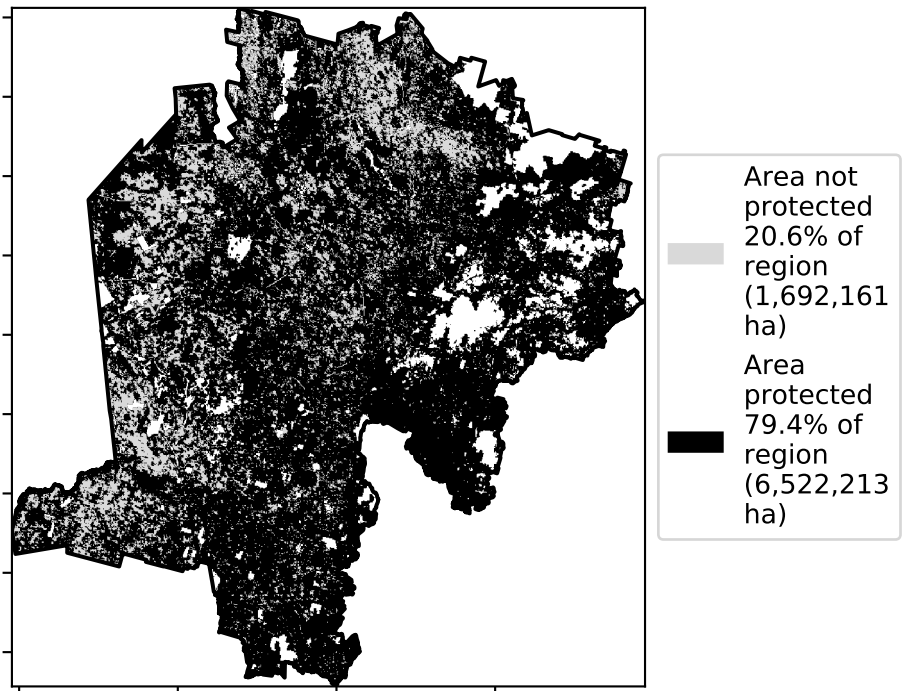 Area not
protected
20.6% of
region
(1,692,161
ha)
Area
protected
79.4% of
region
(6,522,213
ha)